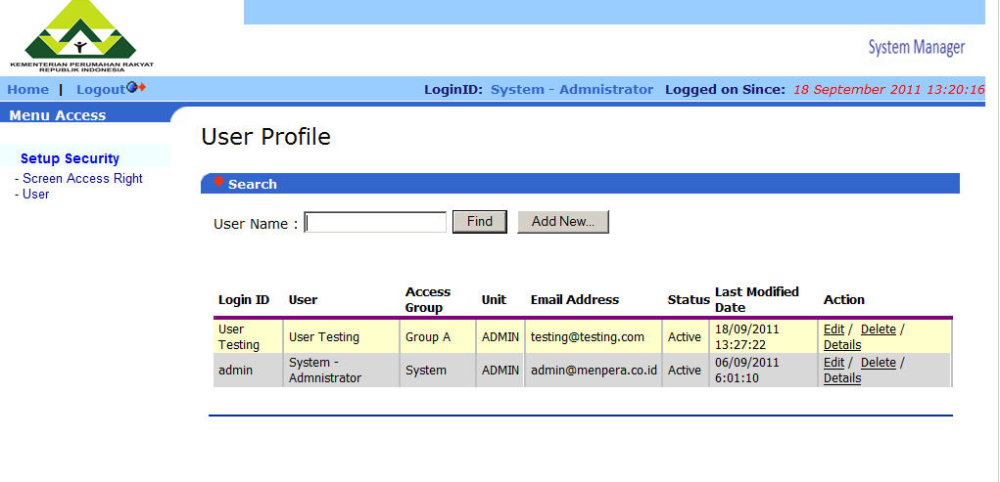 KEMENTERIAN PERUMAHAN RAKYAT
REPUBLIK INDONESIA
System Manager
Home | Logout
LoginID: System - Admnistrator Logged on Since: 18 September 2011 13:20:16
Menu Access
Setup Security
- Screen Access Right
- User
User Profile
Search
User Name : Find Add New...
Login ID User Access Group Unit Email Address Status Last Modified Date Action
User Testing User Testing Group A ADMIN testing@testing.com Active 18/09/2011 13:27:22 Edit / Delete / Details
admin System - Admnistrator System ADMIN admin@menpera.co.id Active 06/09/2011 6:01:10 Edit / Delete / Details